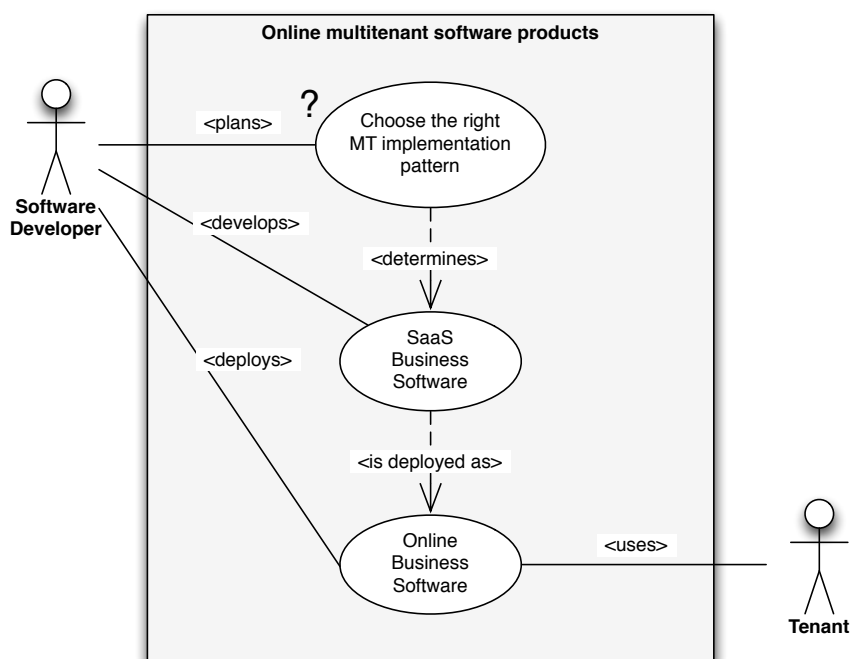 Online multitenant software products
?
<plans>
Choose the right
MT implementation
pattern
Software
Developer
<develops>
<determines>
SaaS
Business
Software
<deploys>
<is deployed as>
Online
Business
Software
<uses>
Tenant